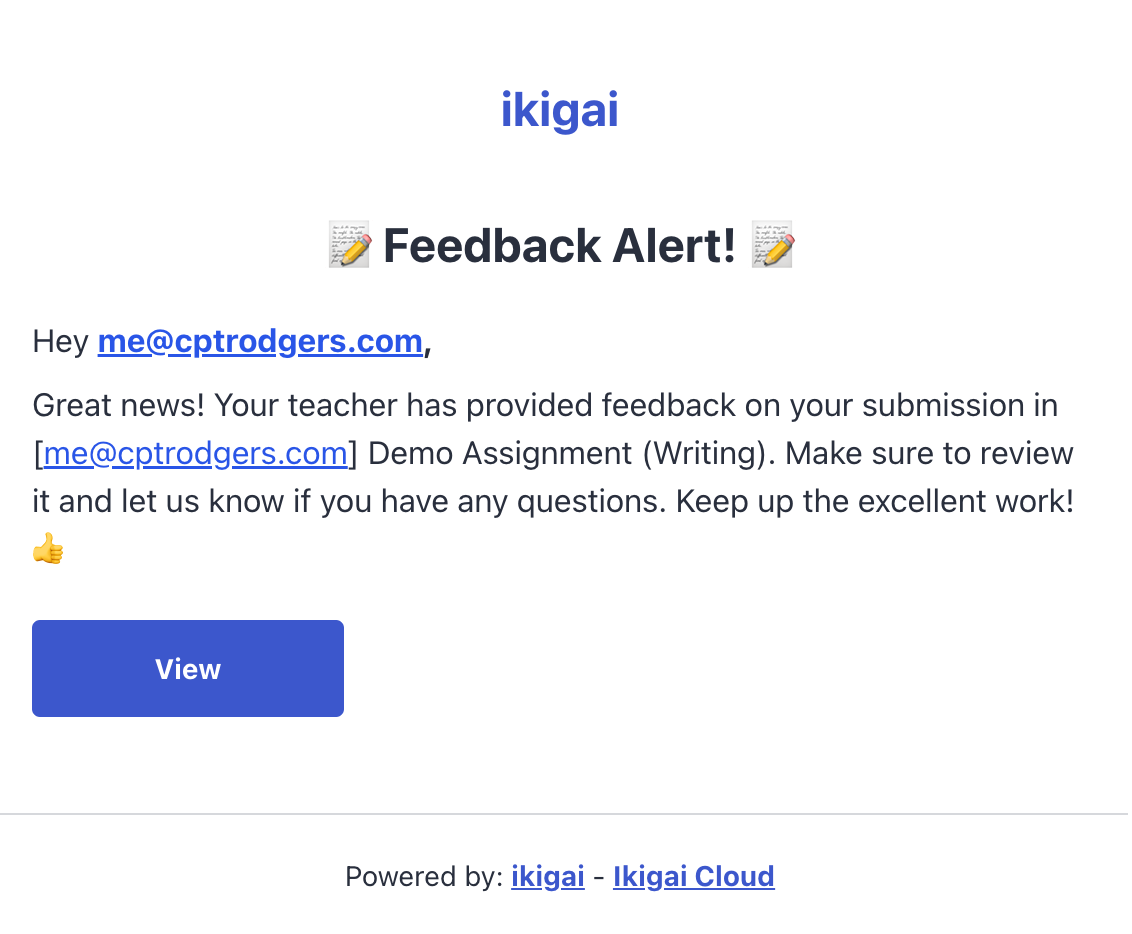 ikigai
📝 Feedback Alert! 📝
Hey me@cptrodgers.com,
Great news! Your teacher has provided feedback on your submission in
[me@cptrodgers.com] Demo Assignment (Writing). Make sure to review
it and let us know if you have any questions. Keep up the excellent work!
👍
View
Powered by: ikigai - Ikigai Cloud